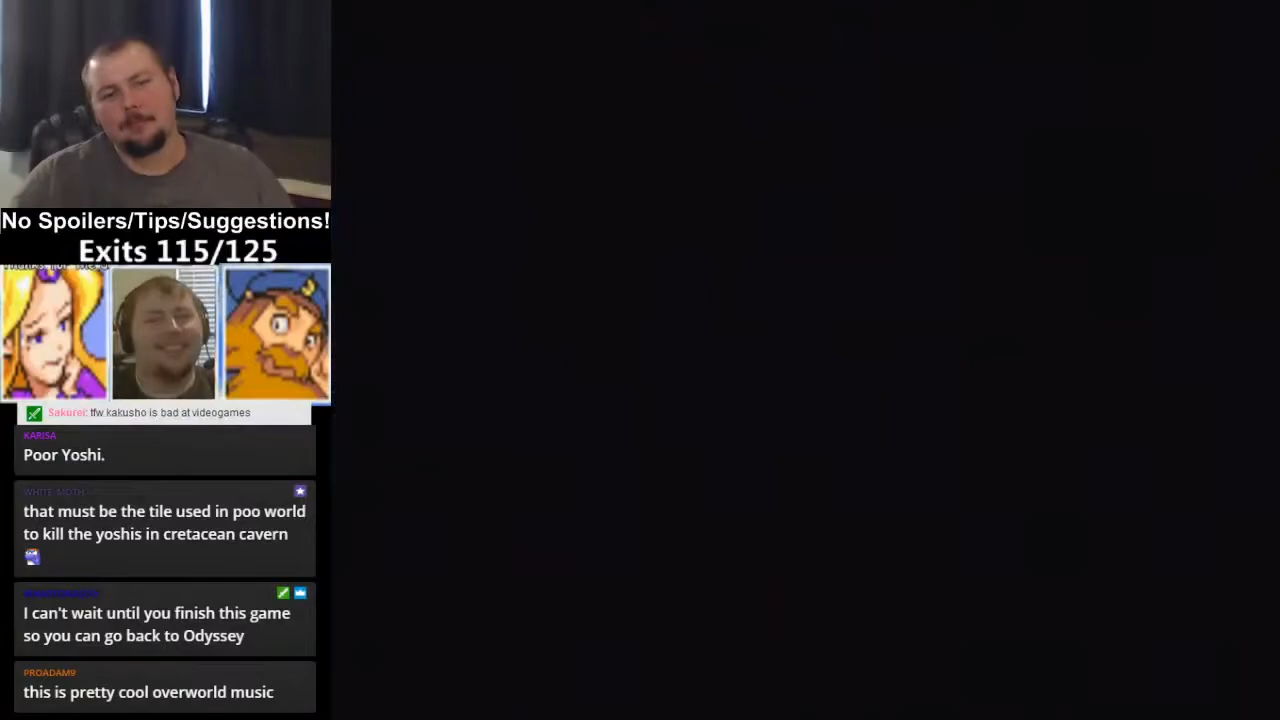 No Spoilers/Tips/Suggestions!
Exits 115/125
Sakurei: tfw kakusho is bad at videogames
KARISA
Poor Yoshi.
WHITE MOTH
that must be the tile used in poo world
to kill the yoshis in cretacean cavern
I can't wait until you finish this game
so you can go back to Odyssey
PROADAM9
this is pretty cool overworld music